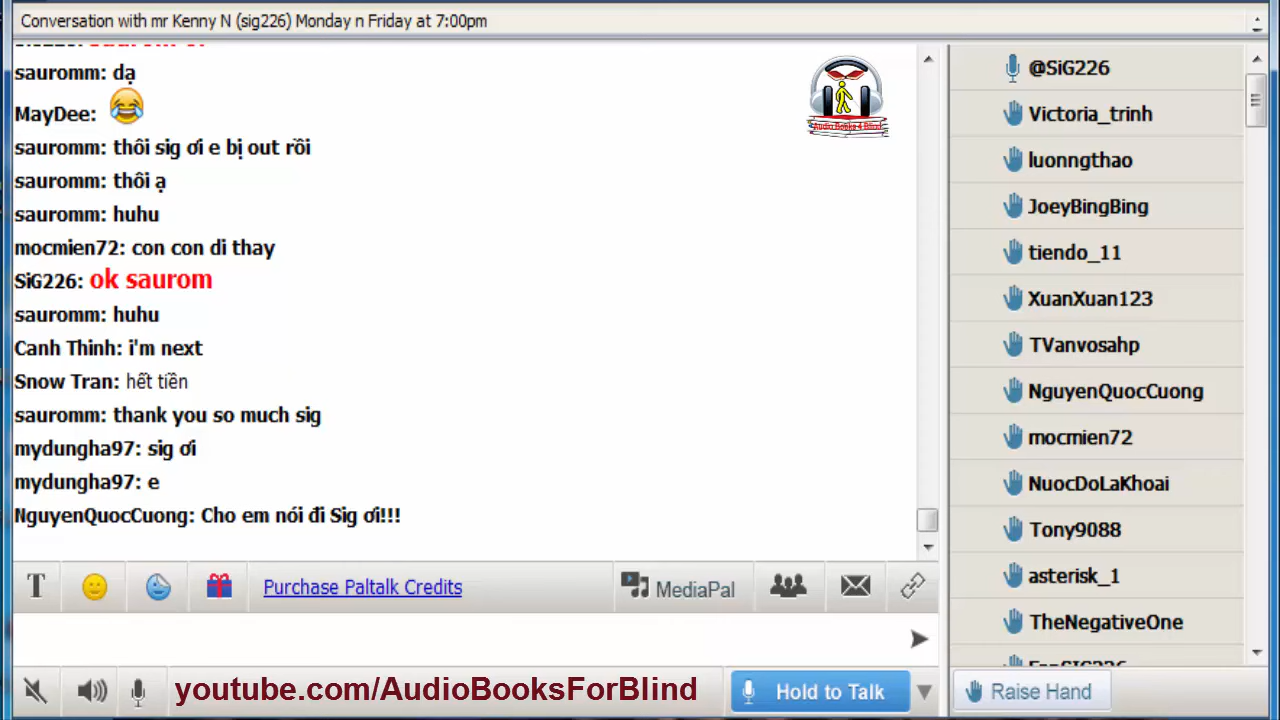 Conversation with mr Kenny N (sig226) Monday n Friday at 7:00pm
sauromm: dạ
MayDee:
sauromm: thôi sig ơi e bị out rồi
sauromm: thôi ạ
sauromm: huhu
mocmien72: con con di thay
SiG226: ok saurom
sauromm: huhu
Canh Thinh: i'm next
Snow Tran: hết tiền
sauromm: thank you so much sig
mydungha97: sig ơi
mydungha97: e
NguyenQuocCuong: Cho em nói đi Sig ơi!!!
Audio Books 4 Blind
@SiG226
Victoria_trinh
luonngthao
JoeyBingBing
tiendo_11
XuanXuan123
TVanvosahp
NguyenQuocCuong
mocmien72
NuocDoLaKhoai
Tony9088
asterisk_1
TheNegativeOne
T
Purchase Paltalk Credits
MediaPal
youtube.com/AudioBooksForBlind
Hold to Talk
Raise Hand